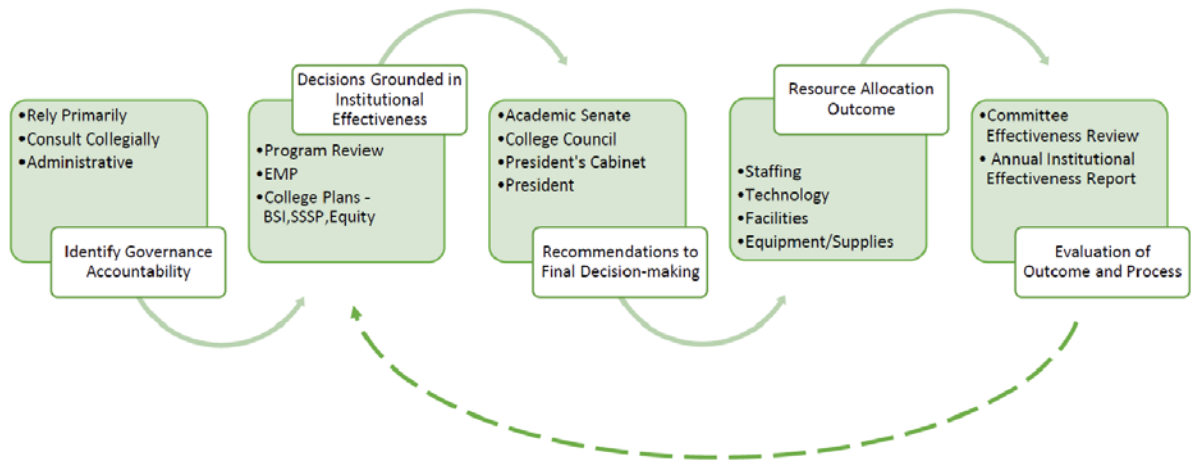 •Rely Primarily
•Consult Collegially
•Administrative
Identify Governance
Accountability
Decisions Grounded in
Institutional
Effectiveness
•Program Review
•EMP
•College Plans -
BSI,SSSP,Equity
•Academic Senate
•College Council
•President's Cabinet
•President
Recommendations to
Final Decision-making
Resource Allocation
Outcome
•Staffing
•Technology
•Facilities
•Equipment/Supplies
•Committee
Effectiveness Review
• Annual Institutional
Effectiveness Report
Evaluation of
Outcome and Process